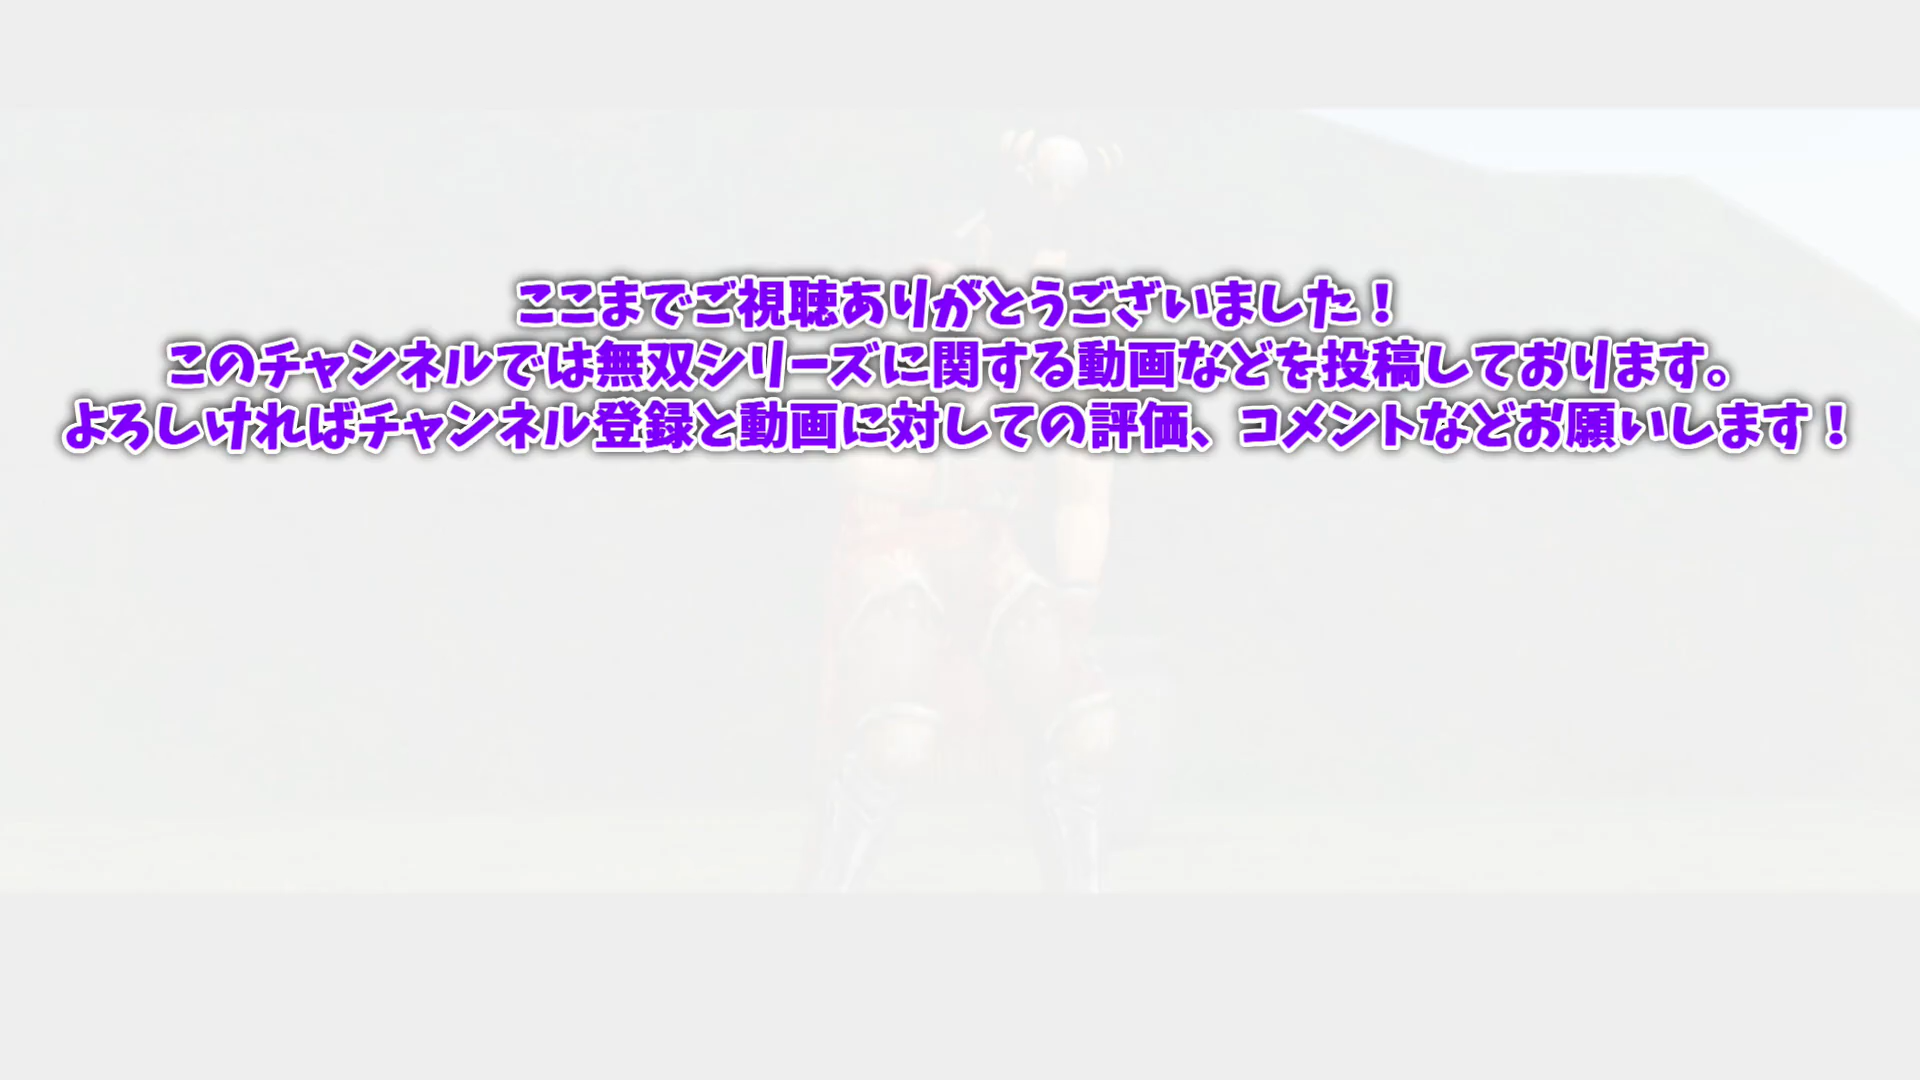 ここまでご視聴ありがとうございました！
このチャンネルでは無双シリーズに関する動画などを投稿しております。
よろしければチャンネル登録と動画に対しての評価、コメントなどお願いします！